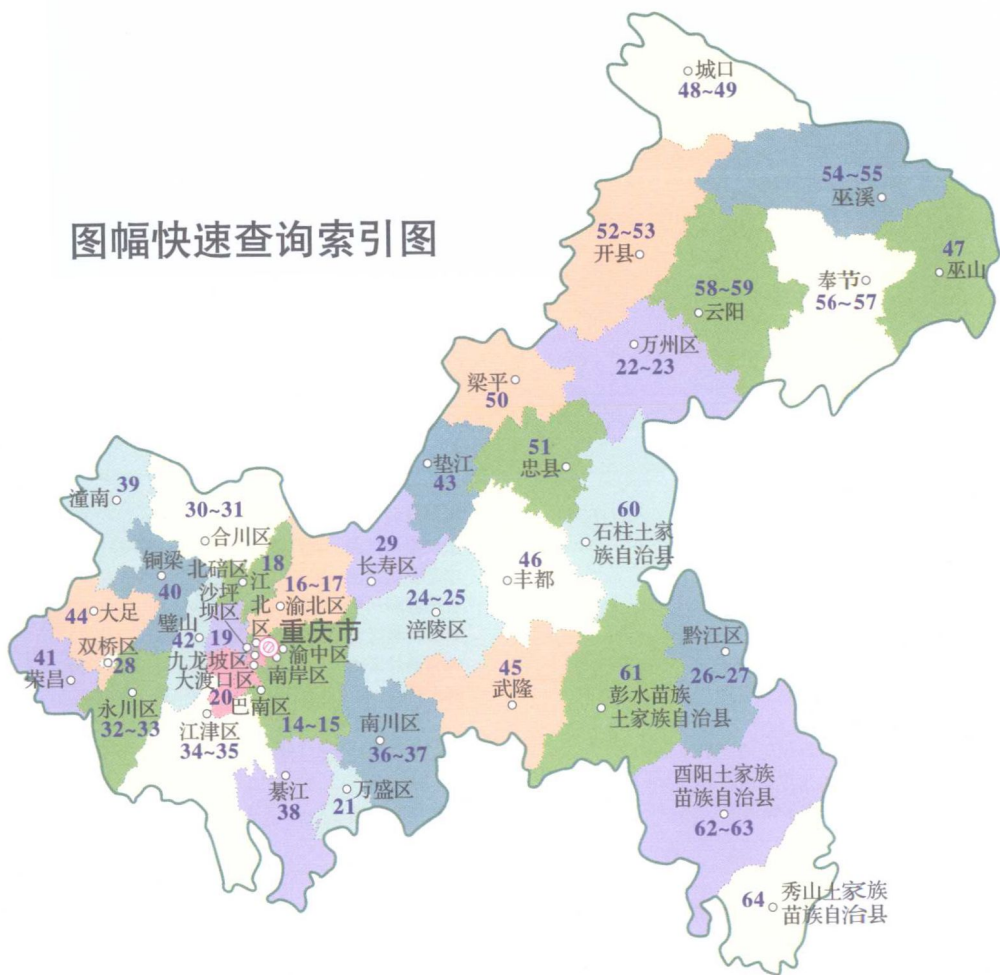 城口
48~49
54~55
巫溪
图幅快速查询索引图
52~53
开县
47
巫山
58~59
云阳
奉节
56~57
万州区
22~23
梁平
50
51
忠县
垫江
43
39
潼南
30~31
合川区
60
石柱土家
族自治县
29
长寿区
46
丰都
铜梁
40
北碚区
18
沙坪
坝区
江
北
区
16~17
渝北区
24~25
涪陵区
44
大足
璧山
42
19
重庆市
黔江区
26~27
双桥区
28
41
荣昌
九龙坡区
渝中区
大渡口区
南岸区
20
巴南区
14~15
45
武隆
61
彭水苗族
土家族自治县
永川区
32~33
江津区
34~35
南川区
36~37
綦江
38
21
万盛区
酉阳土家族
苗族自治县
62~63
64
秀山土家族
苗族自治县